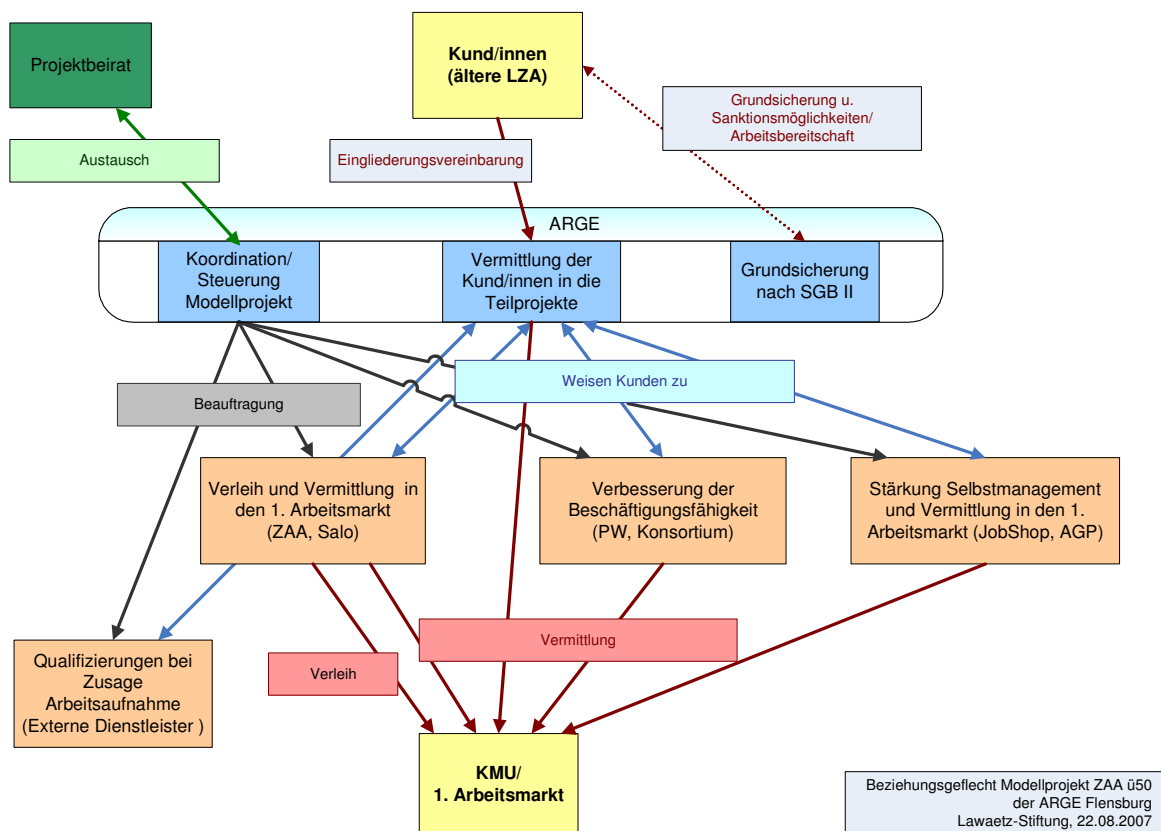 Projektbeirat
Kund/innen
(ältere LZA)
Grundsicherung u.
Sanktionsmöglichkeiten/
Arbeitsbereitschaft
Austausch
Eingliederungsvereinbarung
ARGE
Koordination/
Steuerung
Modellprojekt
Vermittlung der
Kund/innen in die
Teilprojekte
Grundsicherung
nach SGB II
Weisen Kunden zu
Beauftragung
Verleih und Vermittlung in
den 1. Arbeitsmarkt
(ZAA, Salo)
Verbesserung der
Beschäftigungsfähigkeit
(PW, Konsortium)
Stärkung Selbstmanagement
und Vermittlung in den 1.
Arbeitsmarkt (JobShop, AGP)
Vermittlung
Verleih
Qualifizierungen bei
Zusage
Arbeitsaufnahme
(Externe Dienstleister )
KMU/
1. Arbeitsmarkt
Beziehungsgeflecht Modellprojekt ZAA ü50
der ARGE Flensburg
Lawaetz-Stiftung, 22.08.2007